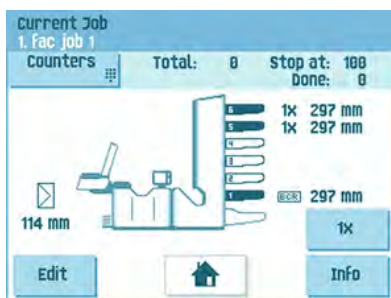 Current Job
1. Fac job 1
Counters Total: 0 Stop at: 100
Done: 0
6 1X 297 mm
5 1X 297 mm
4
3
2
1 BCR 297 mm
114 mm
1X
Edit Info